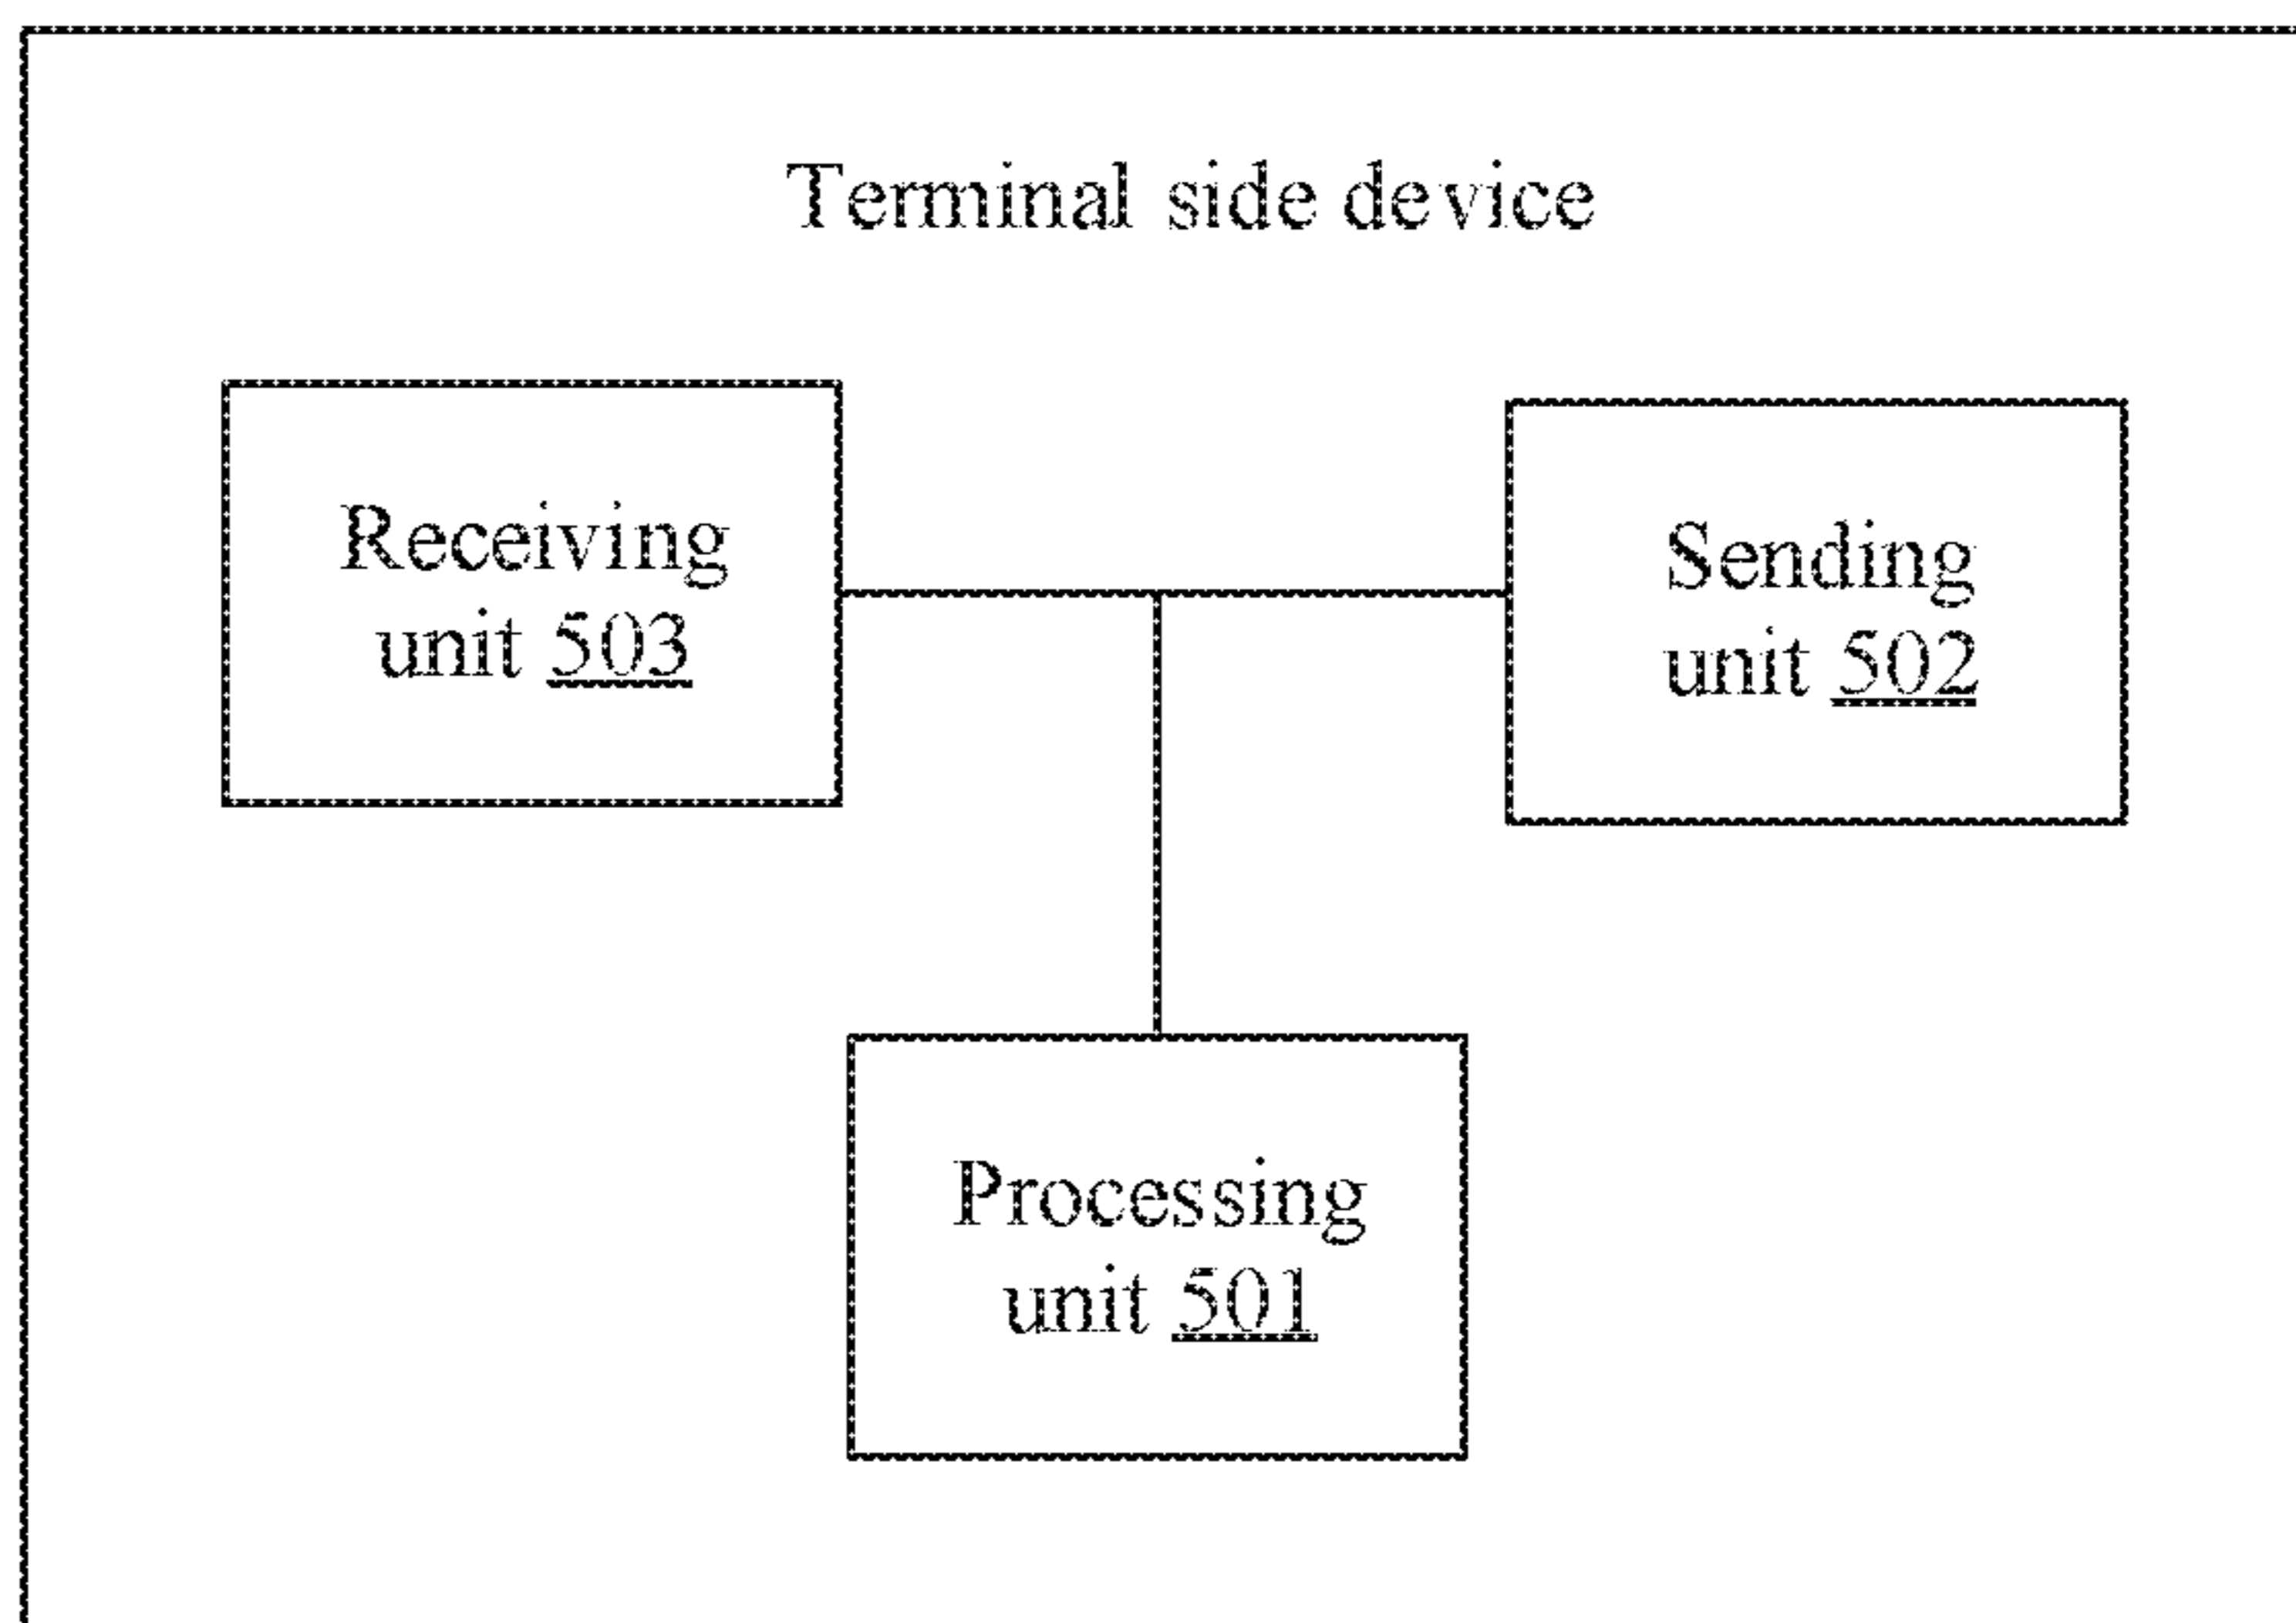 Terminal side device
Receiving
unit 503
Sending
unit 502
Processing
unit 501